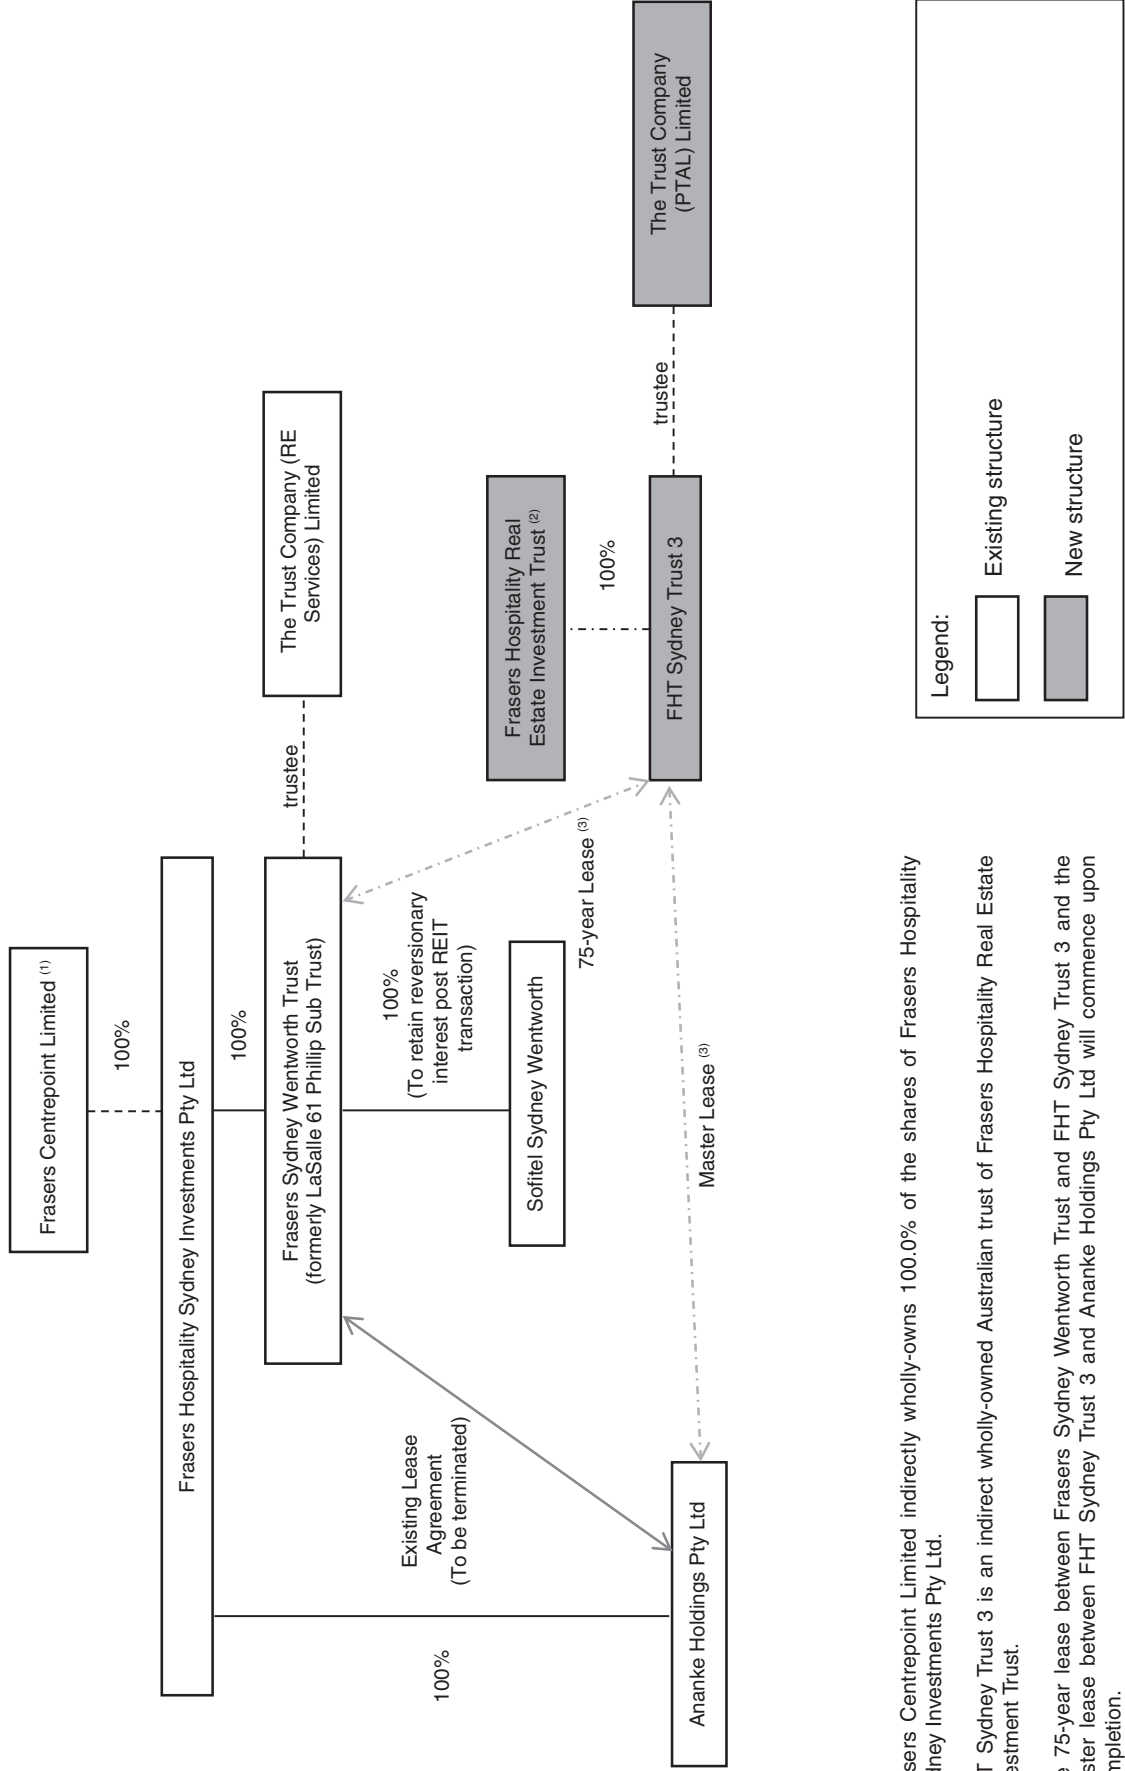 Frasers Centrepoint Limited (1)
100%
Frasers Hospitality Sydney Investments Pty Ltd
100%
100%
Frasers Sydney Wentworth Trust
(formerly LaSalle 61 Phillip Sub Trust)
trustee
The Trust Company (RE
Services) Limited
Existing Lease
Agreement
(To be terminated)
100%
(To retain reversionary
interest post REIT
transaction)
Sofitel Sydney Wentworth
75-year Lease (3)
Frasers Hospitality Real
Estate Investment Trust (2)
100%
Ananke Holdings Pty Ltd
Master Lease (3)
FHT Sydney Trust 3
trustee
The Trust Company
(PTAL) Limited
Centrepoint Limited indirectly wholly-owns 100.0% of the shares of Frasers Hospitality
Investments Pty Ltd.
Sydney Trust 3 is an indirect wholly-owned Australian trust of Frasers Hospitality Real Estate
Trust.
75-year lease between Frasers Sydney Wentworth Trust and FHT Sydney Trust 3 and the
lease between FHT Sydney Trust 3 and Ananke Holdings Pty Ltd will commence upon
Legend:
Existing structure
New structure